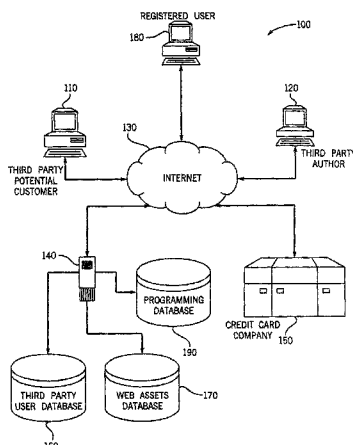 REGISTERED USER
180
100
110
120
130
THIRD PARTY
POTENTIAL
CUSTOMER
INTERNET
THIRD PARTY
AUTHOR
140
PROGRAMMING
DATABASE
190
CREDIT CARD
COMPANY
150
THIRD PARTY
USER DATABASE
WEB ASSETS
DATABASE
170